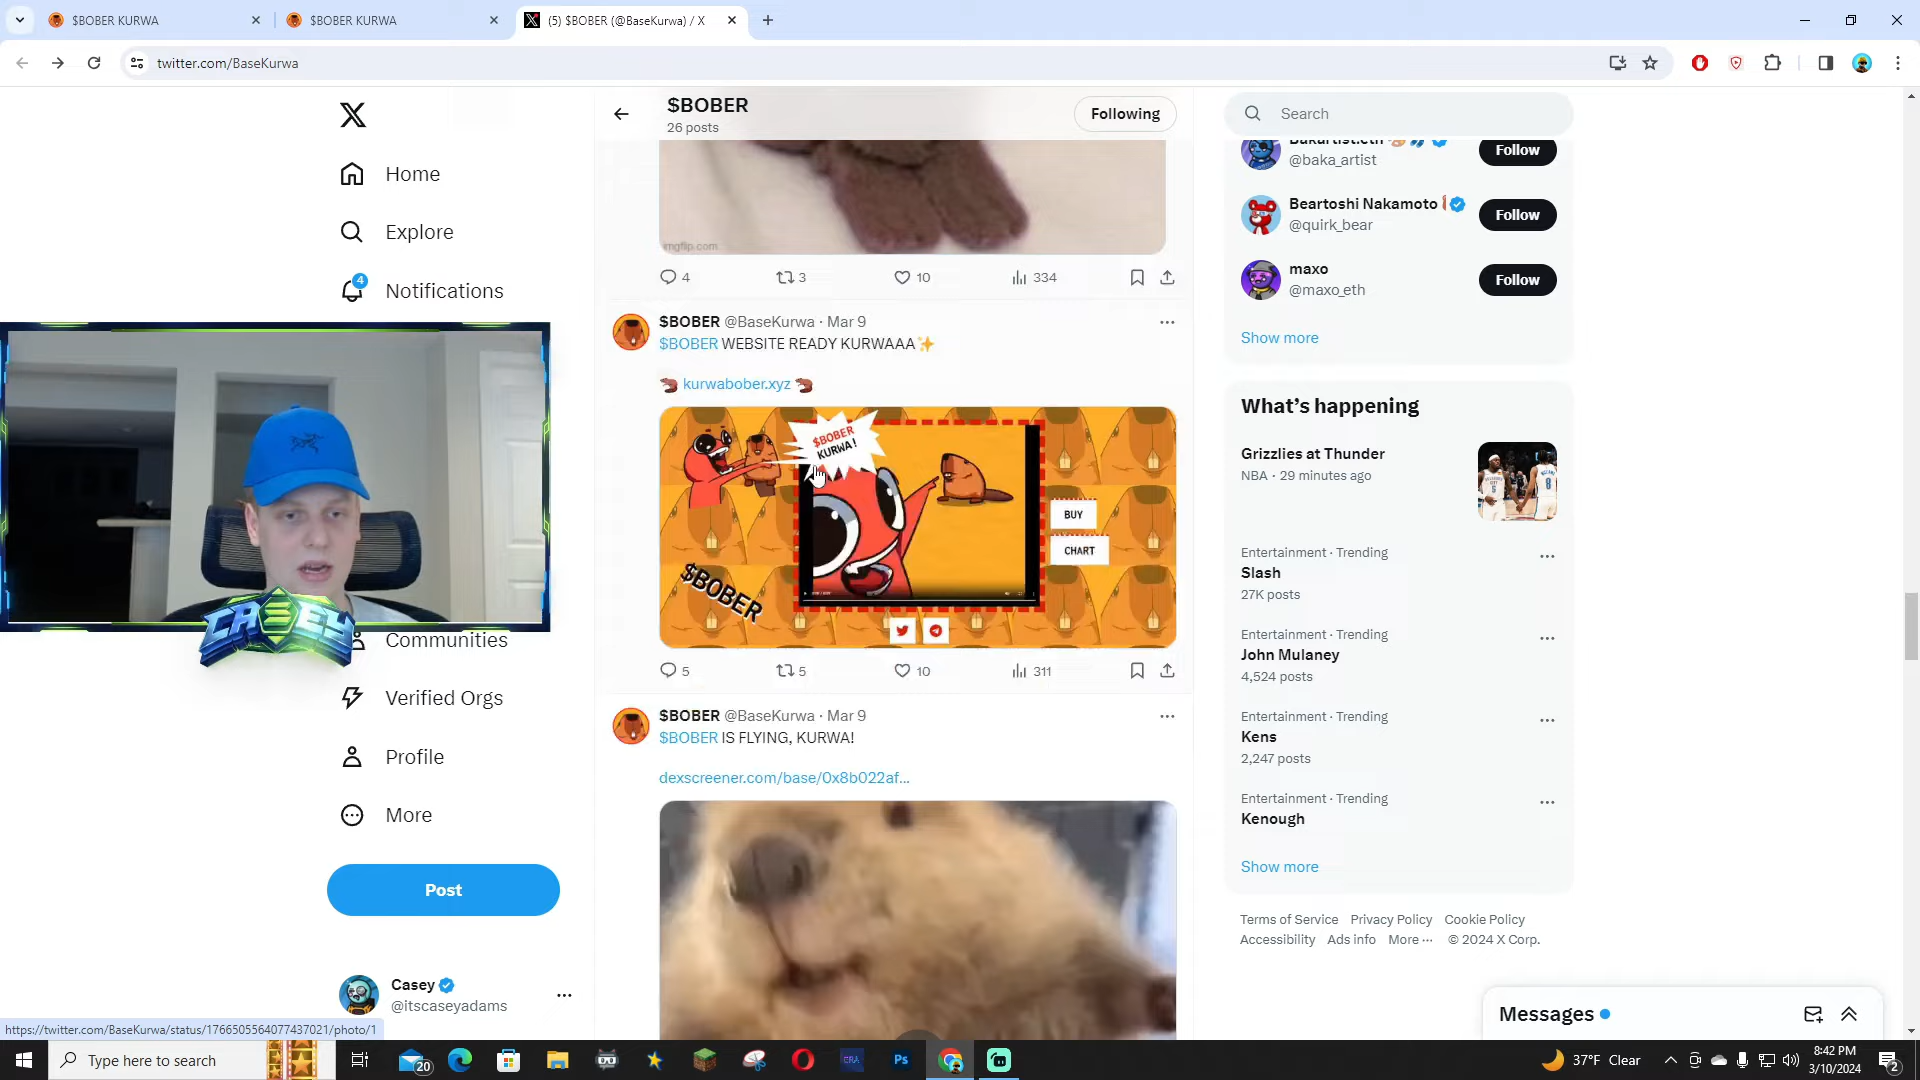 $BOBER KURWA
$BOBER KURWA
(5) $BOBER (@BaseKurwa) / X
twitter.com/BaseKurwa
$BOBER
26 posts
Following
Search
Home
Explore
4
Notifications
Communities
Verified Orgs
Profile
More
Post
Casey
@itscaseyadams
CASEY
imgflip.com
4
3
10
334
$BOBER @BaseKurwa · Mar 9
$BOBER WEBSITE READY KURWAAA✨
🦫 kurwabober.xyz 🦫
$BOBER
KURWA!
BUY
CHART
$BOBER
5
5
10
311
$BOBER @BaseKurwa · Mar 9
$BOBER IS FLYING, KURWA!
dexscreener.com/base/0x8b022af...
@baka_artist
Follow
Beartoshi Nakamoto
@quirk_bear
Follow
maxo
@maxo_eth
Follow
Show more
What's happening
Grizzlies at Thunder
NBA · 29 minutes ago
Entertainment · Trending
Slash
27K posts
Entertainment · Trending
John Mulaney
4,524 posts
Entertainment · Trending
Kens
2,247 posts
Entertainment · Trending
Kenough
Show more
Terms of Service Privacy Policy Cookie Policy
Accessibility Ads info More ··· © 2024 X Corp.
Messages
https://twitter.com/BaseKurwa/status/1766505564077437021/photo/1
Type here to search
20
Ps
37°F Clear
8:42 PM
3/10/2024
2